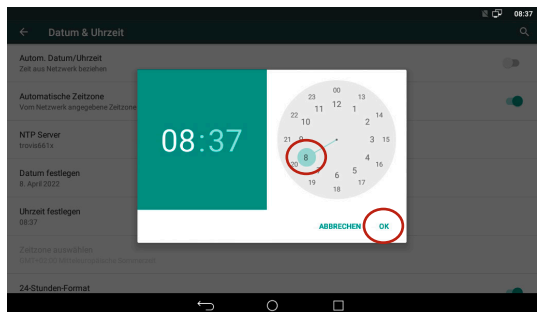 08:37
Datum & Uhrzeit
Autom. Datum/Uhrzeit
Zeit aus Netzwerk beziehen
Automatische Zeitzone
Vom Netzwerk angegebene Zeitzone
NTP Server
trovis661x
Datum festlegen
8. April 2022
Uhrzeit festlegen
08:37
Zeitzone auswählen
24-Stunden-Format
08:37
00
23 13
12
11 1
22 14
10 2
21 9 3 15
8 4
20 16
7 5
6
19 17
18
ABBRECHEN OK